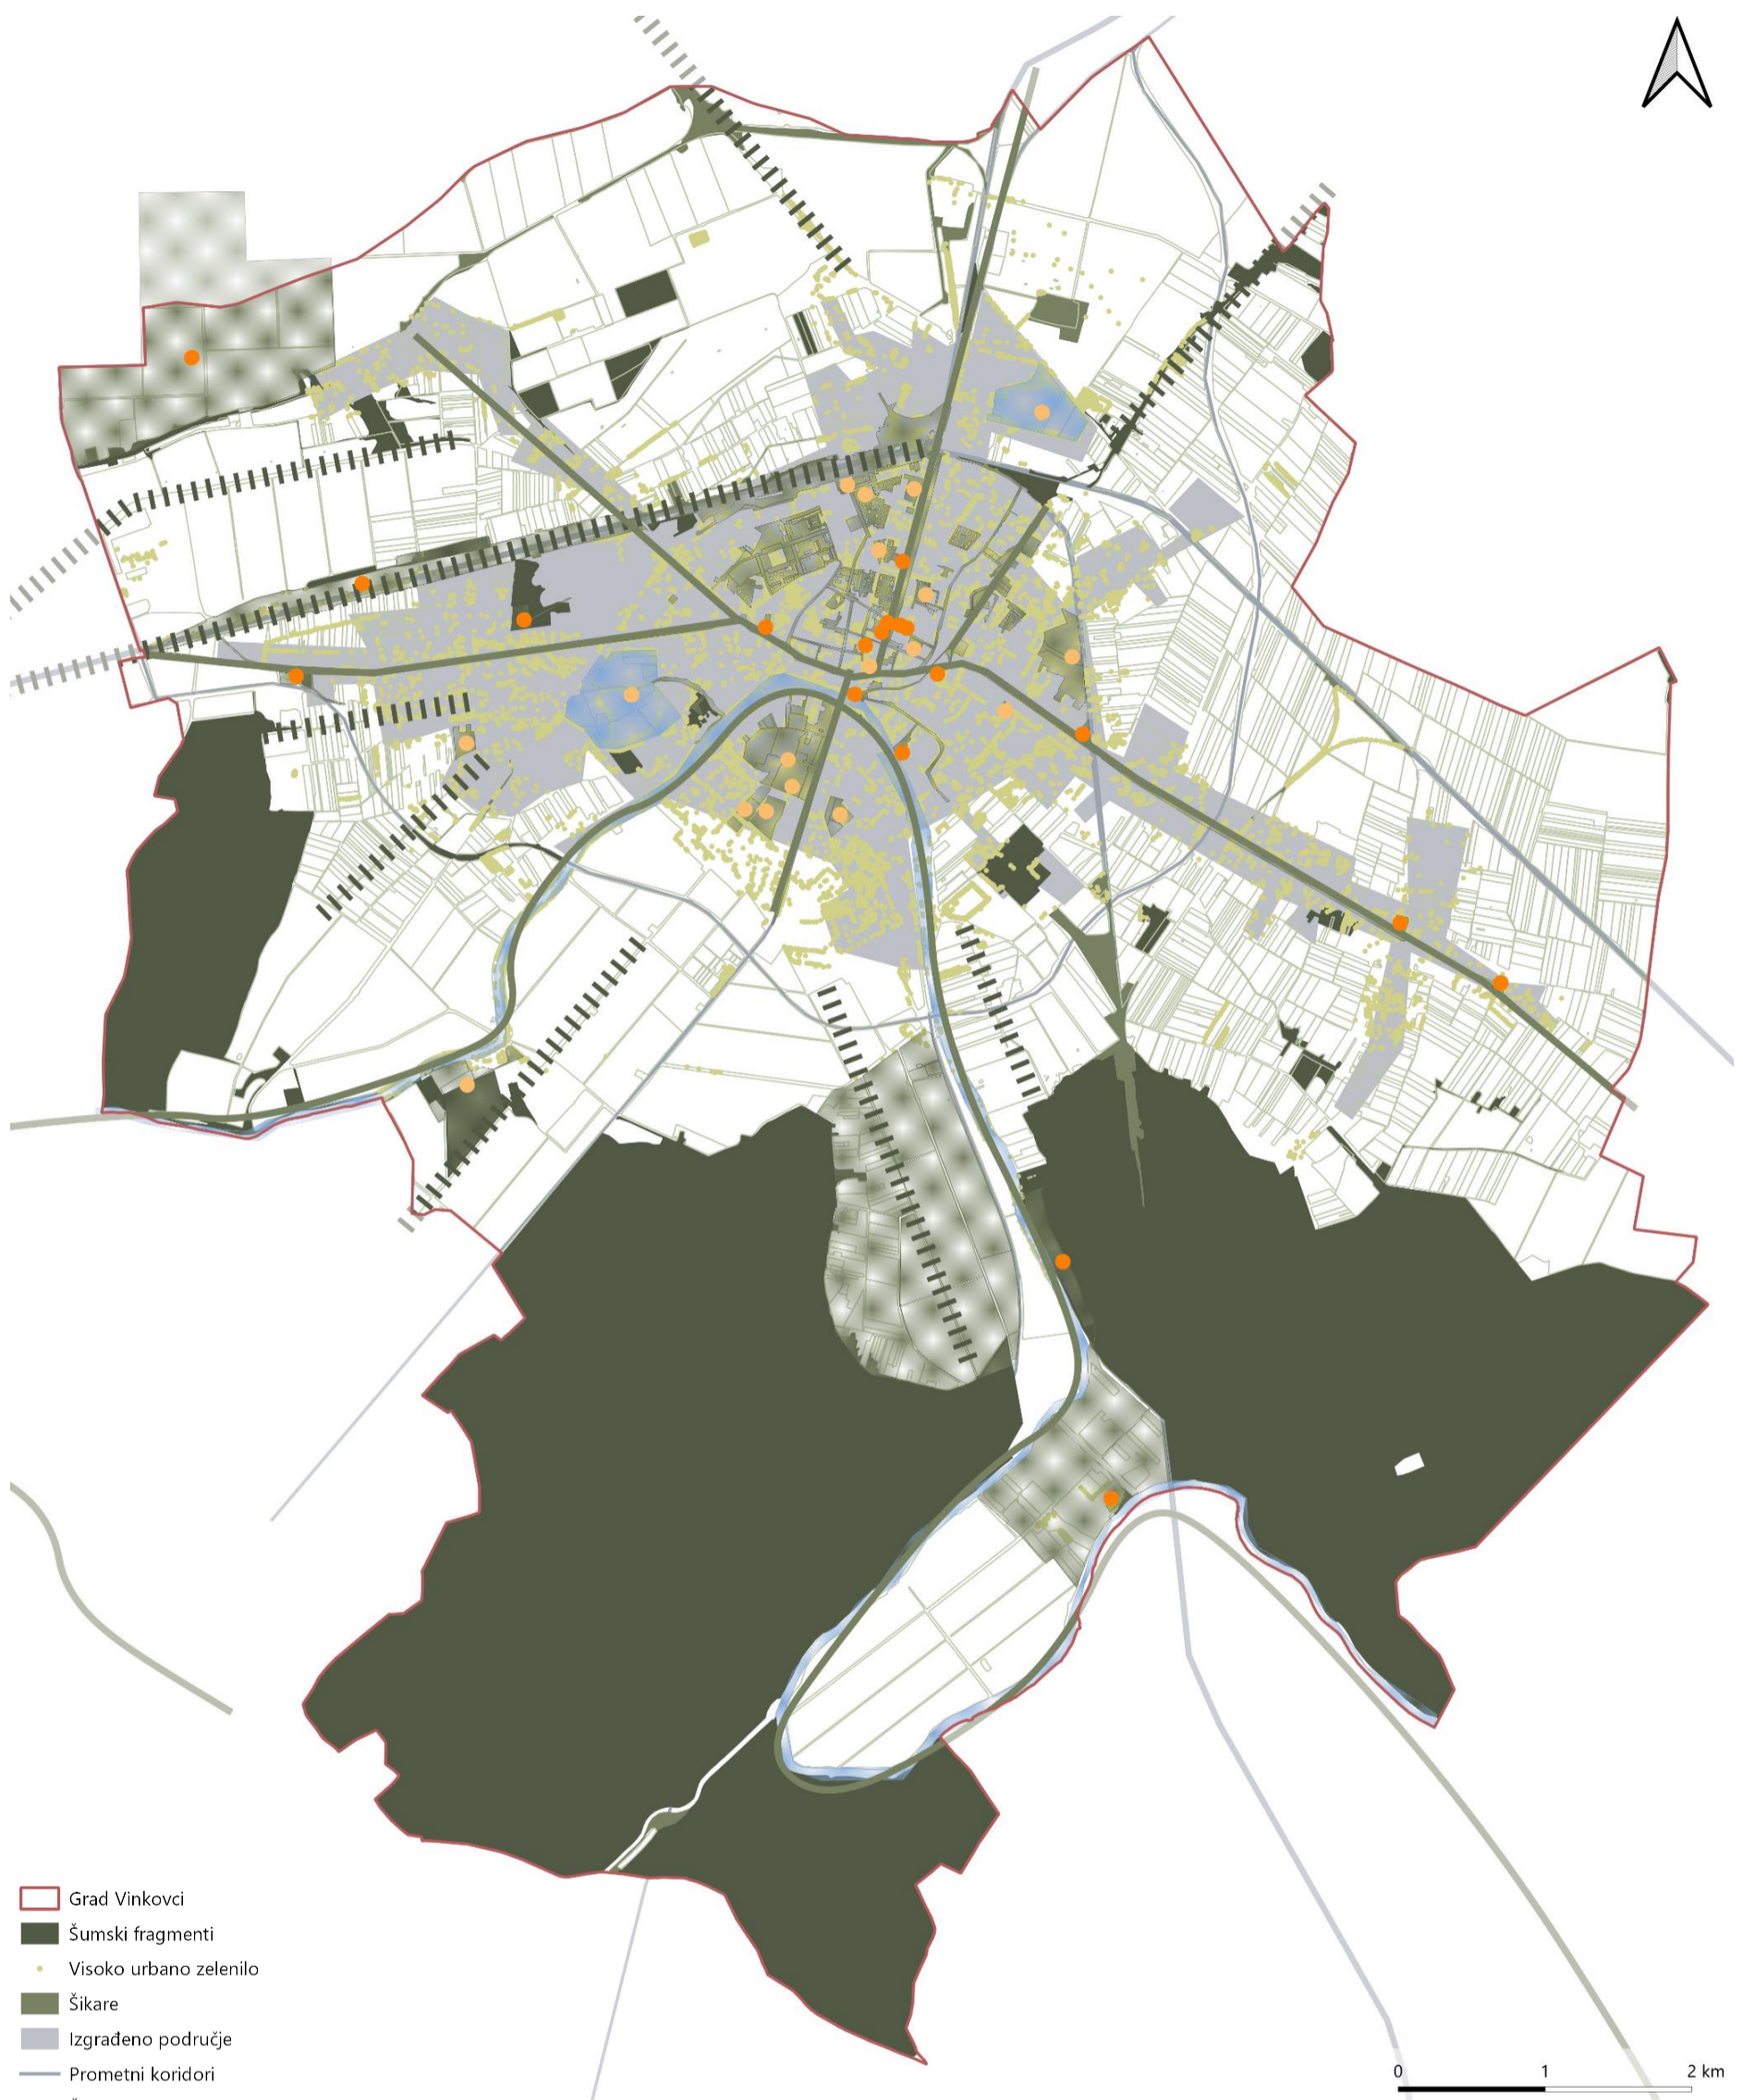 Grad Vinkovci
Šumski fragmenti
Visoko urbano zelenilo
Šikare
Izgrađeno područje
Prometni koridori
0 1 2 km